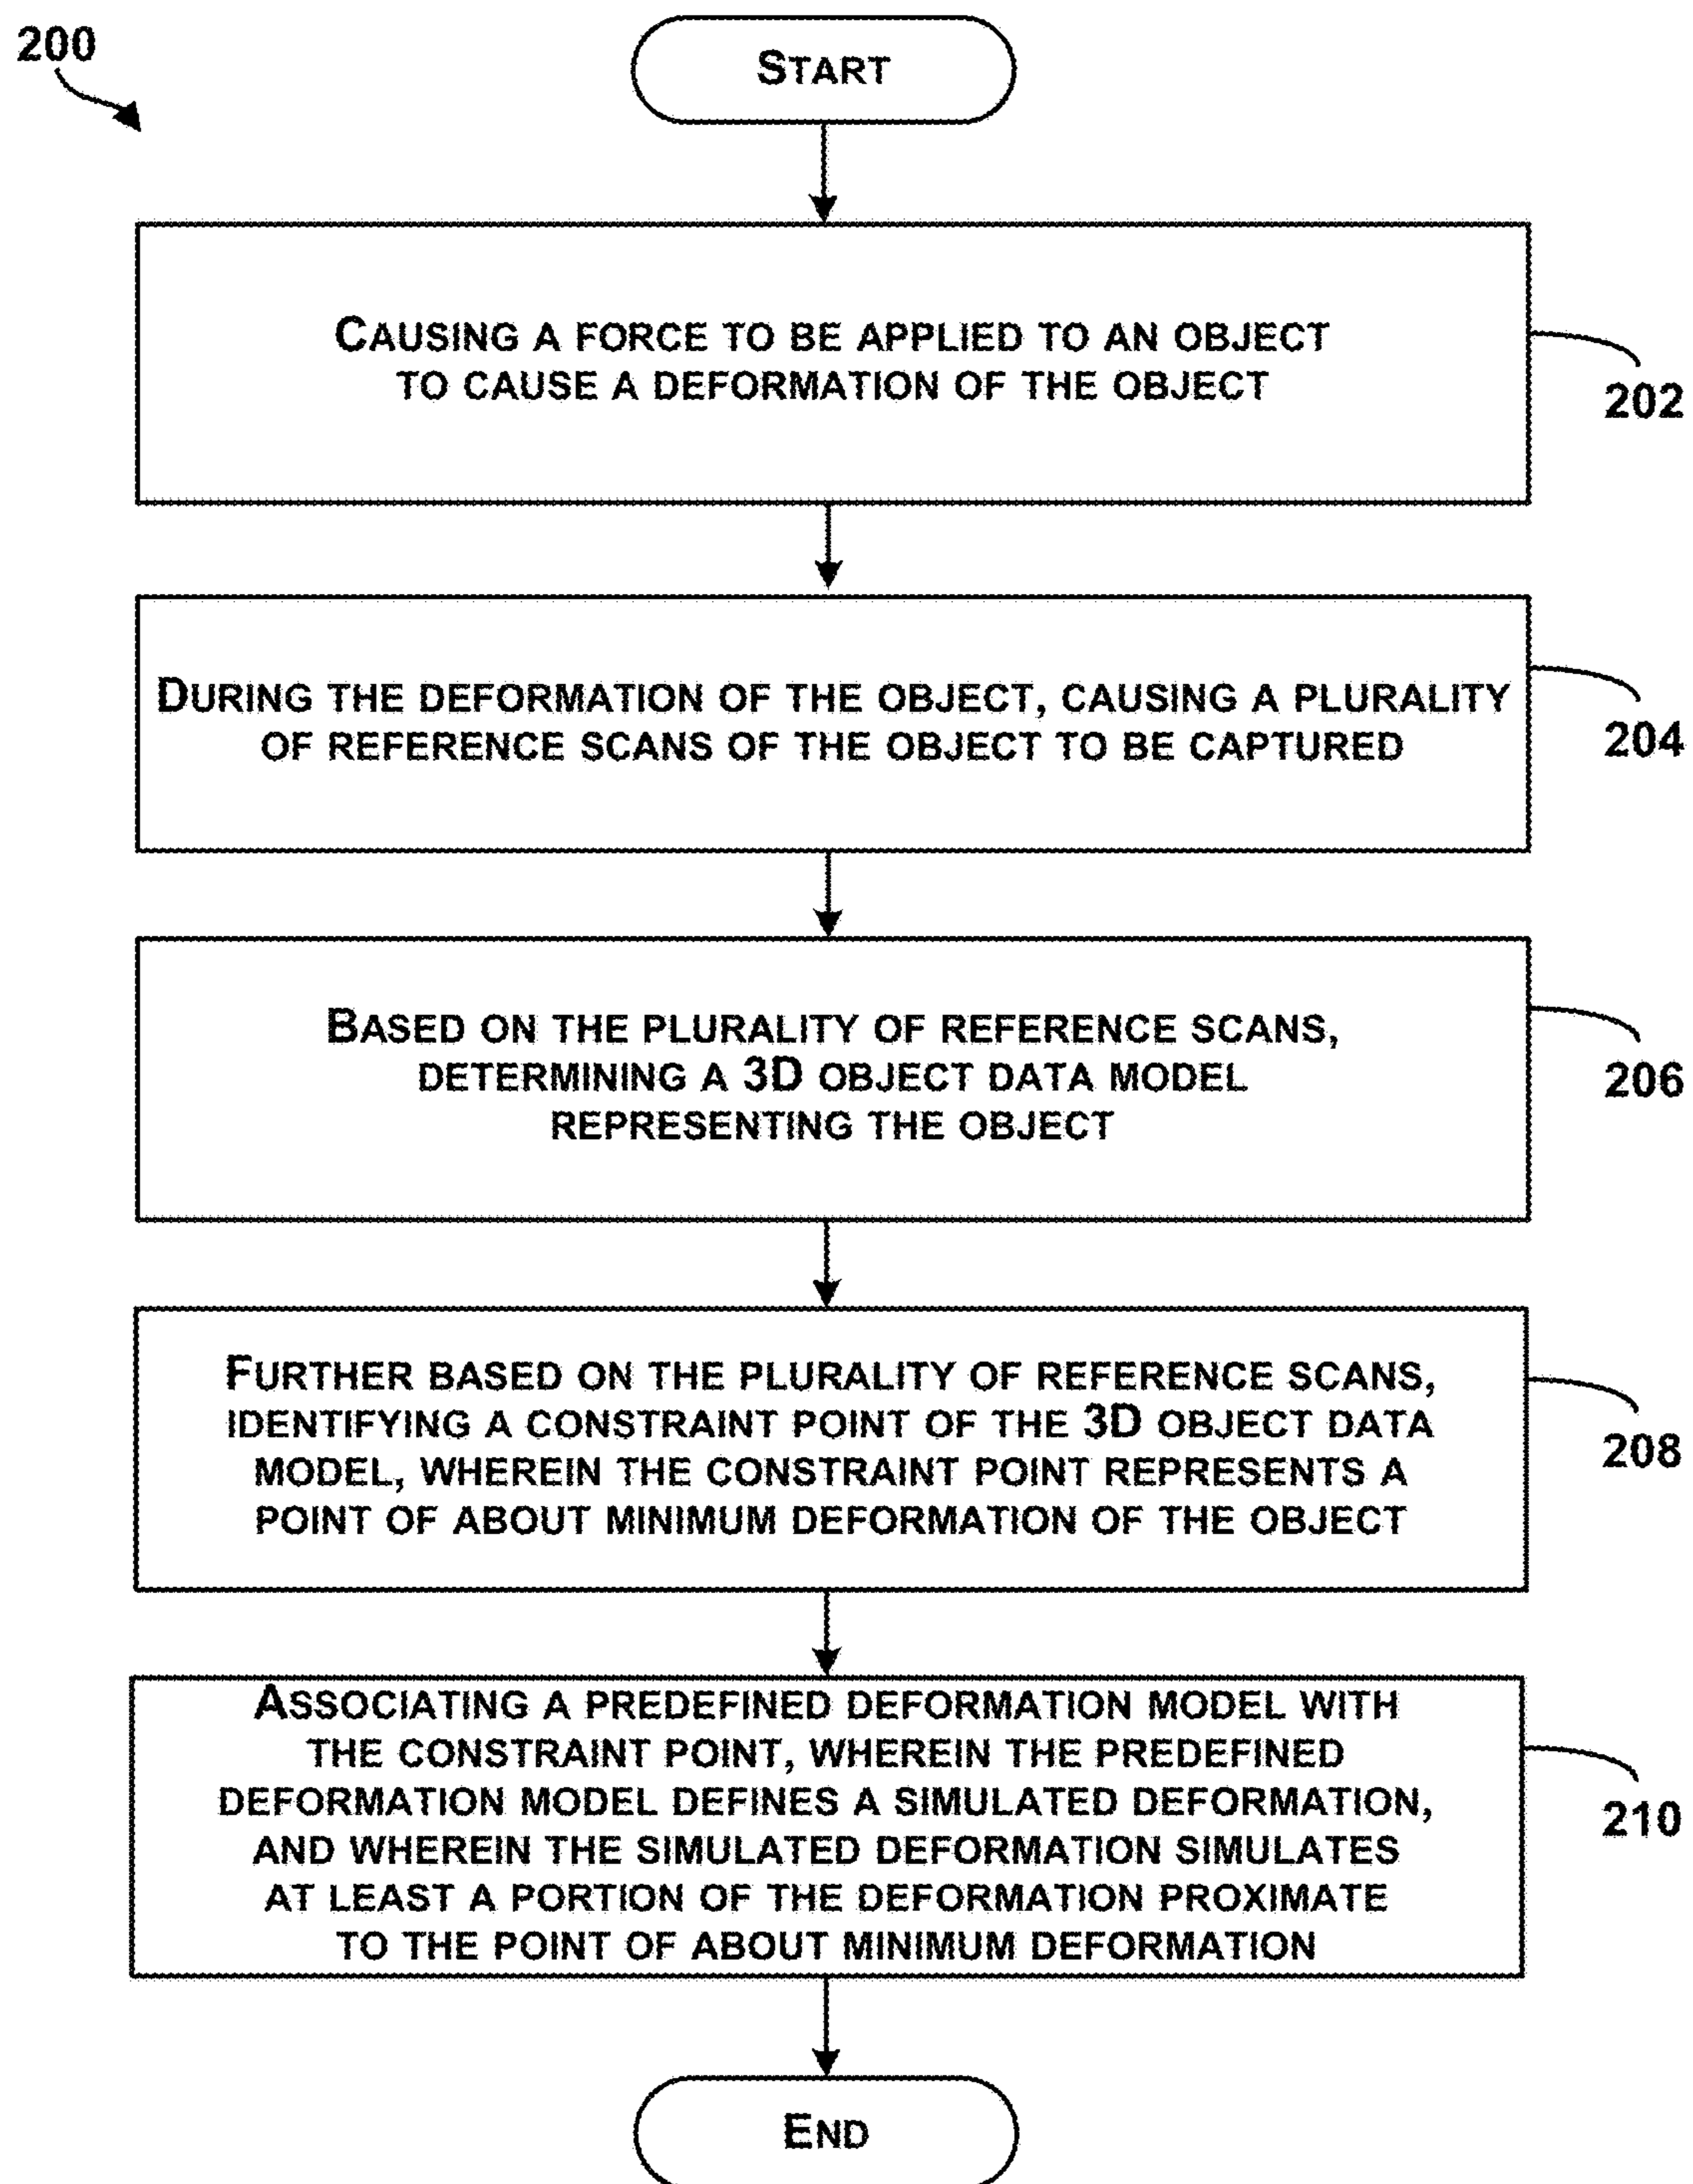 200
START
CAUSING A FORCE TO BE APPLIED TO AN OBJECT
TO CAUSE A DEFORMATION OF THE OBJECT
202
DURING THE DEFORMATION OF THE OBJECT, CAUSING A PLURALITY
OF REFERENCE SCANS OF THE OBJECT TO BE CAPTURED
204
BASED ON THE PLURALITY OF REFERENCE SCANS,
DETERMINING A 3D OBJECT DATA MODEL
REPRESENTING THE OBJECT
206
FURTHER BASED ON THE PLURALITY OF REFERENCE SCANS,
IDENTIFYING A CONSTRAINT POINT OF THE 3D OBJECT DATA
MODEL, WHEREIN THE CONSTRAINT POINT REPRESENTS A
POINT OF ABOUT MINIMUM DEFORMATION OF THE OBJECT
208
ASSOCIATING A PREDEFINED DEFORMATION MODEL WITH
THE CONSTRAINT POINT, WHEREIN THE PREDEFINED
DEFORMATION MODEL DEFINES A SIMULATED DEFORMATION,
AND WHEREIN THE SIMULATED DEFORMATION SIMULATES
AT LEAST A PORTION OF THE DEFORMATION PROXIMATE
TO THE POINT OF ABOUT MINIMUM DEFORMATION
210
END